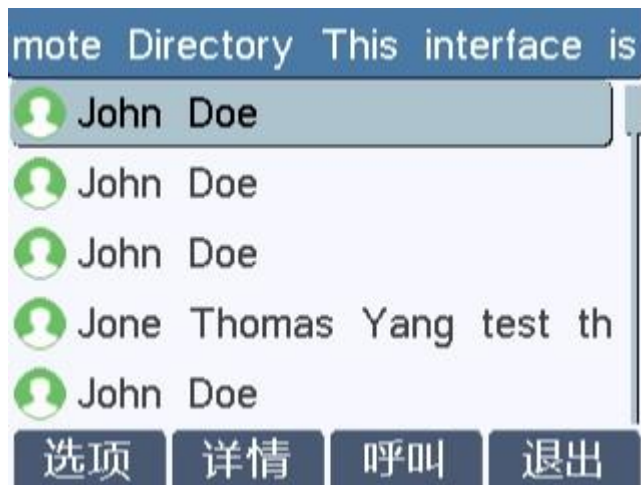 mote Directory This interface is
John Doe
John Doe
John Doe
Jone Thomas Yang test th
John Doe
选项 详情 呼叫 退出